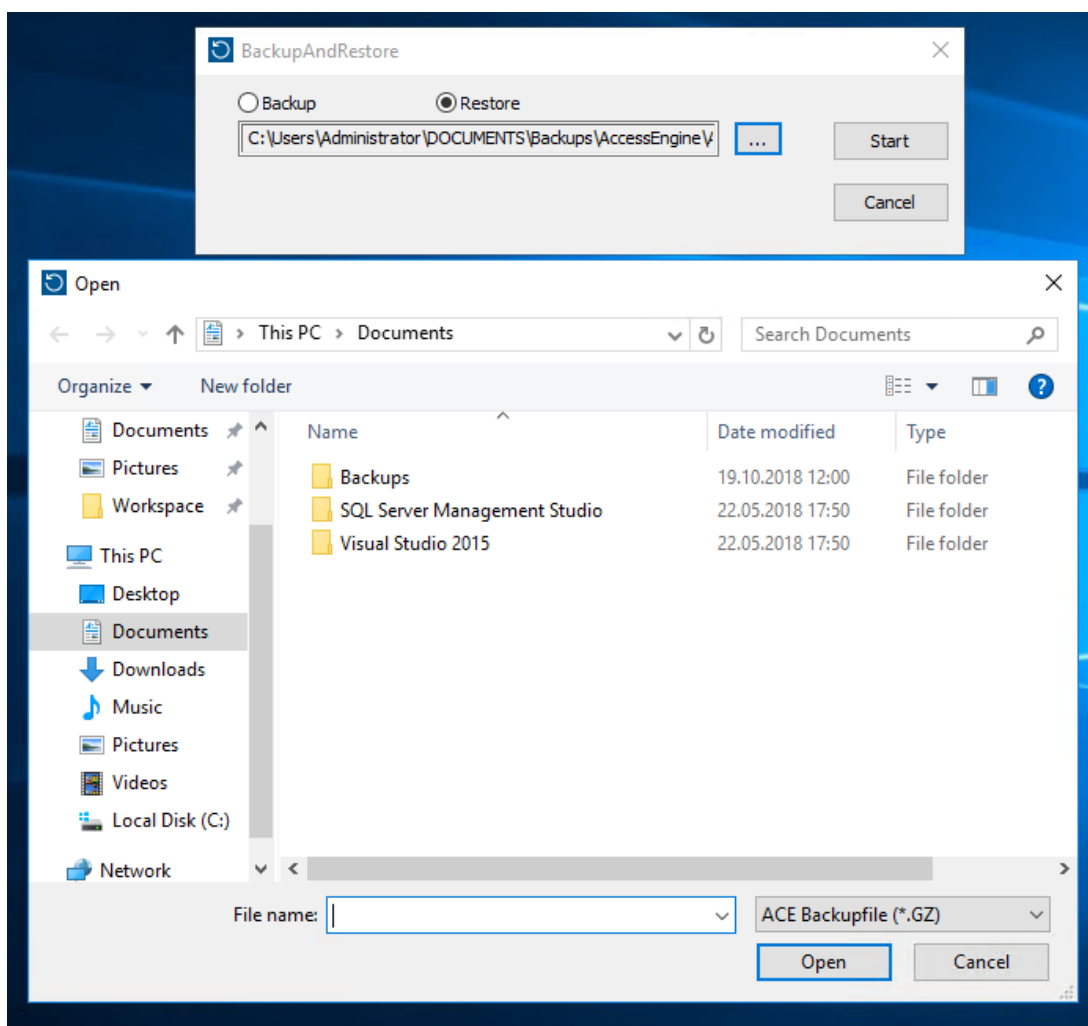 BackupAndRestore
Backup Restore
C:\Users\Administrator\DOCUMENTS\Backups\AccessEngine\ ... Start
Cancel
Open
This PC > Documents Search Documents
Organize New folder ?
Documents Name Date modified Type
Pictures Backups 19.10.2018 12:00 File folder
Workspace SQL Server Management Studio 22.05.2018 17:50 File folder
This PC Visual Studio 2015 22.05.2018 17:50 File folder
Desktop
Documents
Downloads
Music
Pictures
Videos
Local Disk (C:)
Network
File name: ACE Backupfile (*.GZ)
Open Cancel